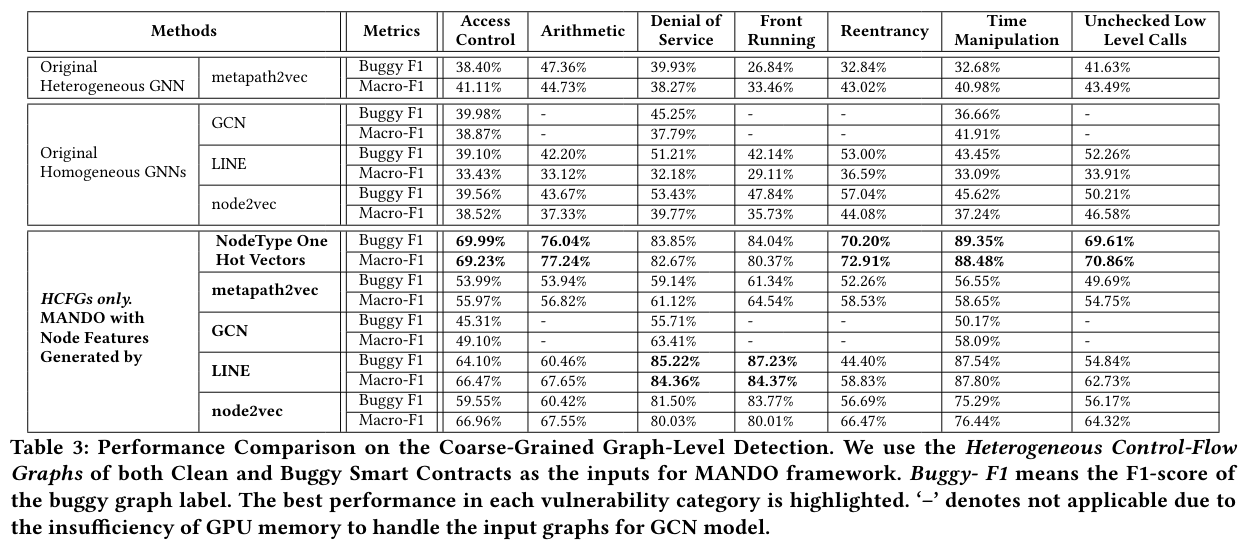 Methods Metrics Access Control Arithmetic Denial of Service Front Running Reentrancy Time Manipulation Unchecked Low Level Calls
Original Heterogeneous GNN metapath2vec Buggy F1 38.40% 47.36% 39.93% 26.84% 32.84% 32.68% 41.63%
Macro-F1 41.11% 44.73% 38.27% 33.46% 43.02% 40.98% 43.49%
Original Homogeneous GNNs GCN Buggy F1 39.98% - 45.25% - - 36.66% -
Macro-F1 38.87% - 37.79% - - 41.91% -
LINE Buggy F1 39.10% 42.20% 51.21% 42.14% 53.00% 43.45% 52.26%
Macro-F1 33.43% 33.12% 32.18% 29.11% 36.59% 33.09% 33.91%
node2vec Buggy F1 39.56% 43.67% 53.43% 47.84% 57.04% 45.62% 50.21%
Macro-F1 38.52% 37.33% 39.77% 35.73% 44.08% 37.24% 46.58%
HCFGs only. MANDO with Node Features Generated by NodeType One Hot Vectors Buggy F1 69.99% 76.04% 83.85% 84.04% 70.20% 89.35% 69.61%
Macro-F1 69.23% 77.24% 82.67% 80.37% 72.91% 88.48% 70.86%
metapath2vec Buggy F1 53.99% 53.94% 59.14% 61.34% 52.26% 56.55% 49.69%
Macro-F1 55.97% 56.82% 61.12% 64.54% 58.53% 58.65% 54.75%
GCN Buggy F1 45.31% - 55.71% - - 50.17% -
Macro-F1 49.10% - 63.41% - - 58.09% -
LINE Buggy F1 64.10% 60.46% 85.22% 87.23% 44.40% 87.54% 54.84%
Macro-F1 66.47% 67.65% 84.36% 84.37% 58.83% 87.80% 62.73%
node2vec Buggy F1 59.55% 60.42% 81.50% 83.77% 56.69% 75.29% 56.17%
Macro-F1 66.96% 67.55% 80.03% 80.01% 66.47% 76.44% 64.32%
Table 3: Performance Comparison on the Coarse-Grained Graph-Level Detection. We use the Heterogeneous Control-Flow
Graphs of both Clean and Buggy Smart Contracts as the inputs for MANDO framework. Buggy- F1 means the F1-score of
the buggy graph label. The best performance in each vulnerability category is highlighted. ‘–’ denotes not applicable due to
the insufficiency of GPU memory to handle the input graphs for GCN model.